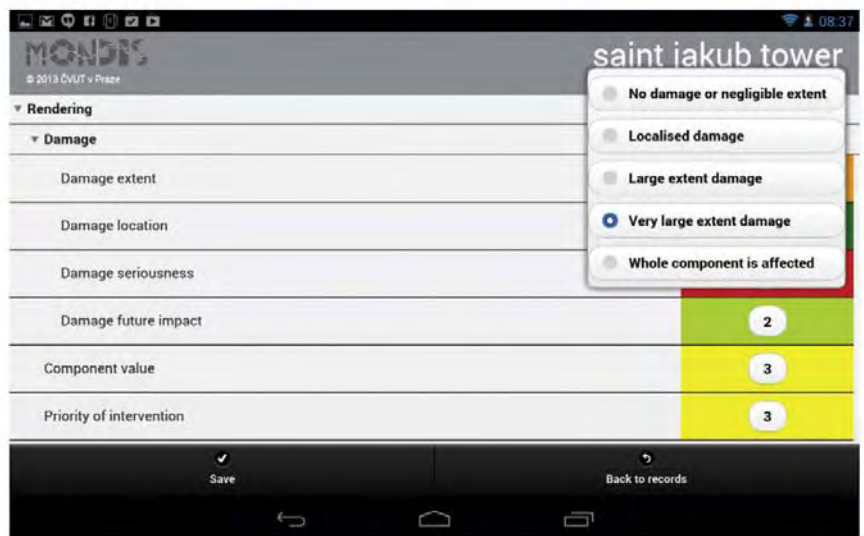 08:37
MONDIS
© 2013 ČVUT v Praze
saint jakub tower
Rendering
Damage
Damage extent
Damage location
Damage seriousness
Damage future impact
2
Component value
3
Priority of intervention
3
No damage or negligible extent
Localised damage
Large extent damage
Very large extent damage
Whole component is affected
Save
Back to records